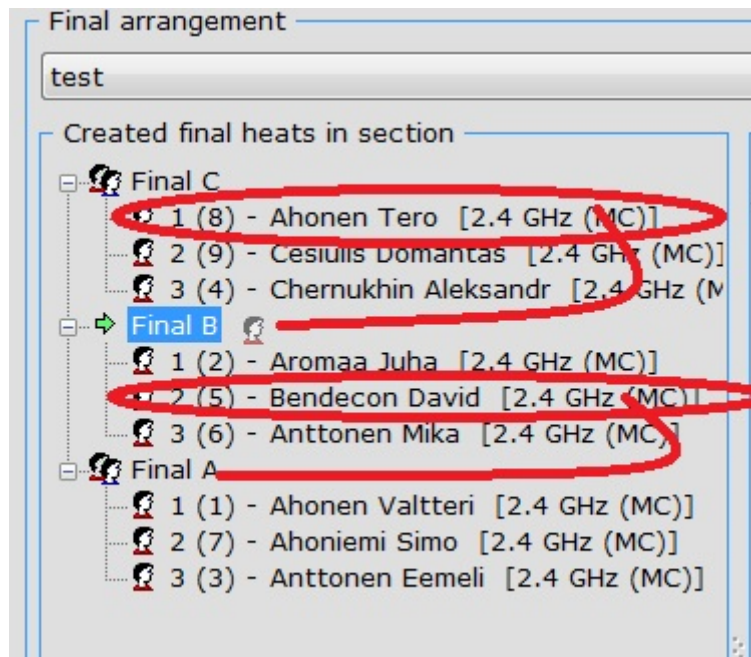 Final arrangement
test
Created final heats in section
Final C
1 (8) - Ahonen Tero [2.4 GHz (MC)]
2 (9) - Cesiulis Domantas [2.4 GHz (MC)]
3 (4) - Chernukhin Aleksandr [2.4 GHz (M
Final B
1 (2) - Aromaa Juha [2.4 GHz (MC)]
2 (5) - Bendecon David [2.4 GHz (MC)]
3 (6) - Anttonen Mika [2.4 GHz (MC)]
Final A
1 (1) - Ahonen Valtteri [2.4 GHz (MC)]
2 (7) - Ahoniemi Simo [2.4 GHz (MC)]
3 (3) - Anttonen Eemeli [2.4 GHz (MC)]